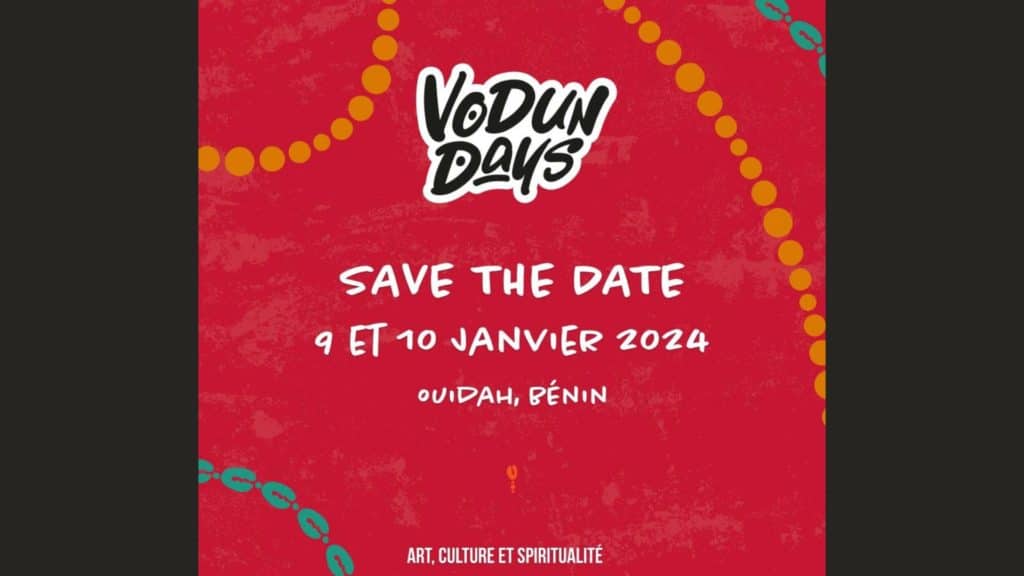 VODUN
DAYS
SAVE THE DATE
9 ET 10 JANVIER 2024
OUIDAH, BÉNIN
ART, CULTURE ET SPIRITUALITÉ